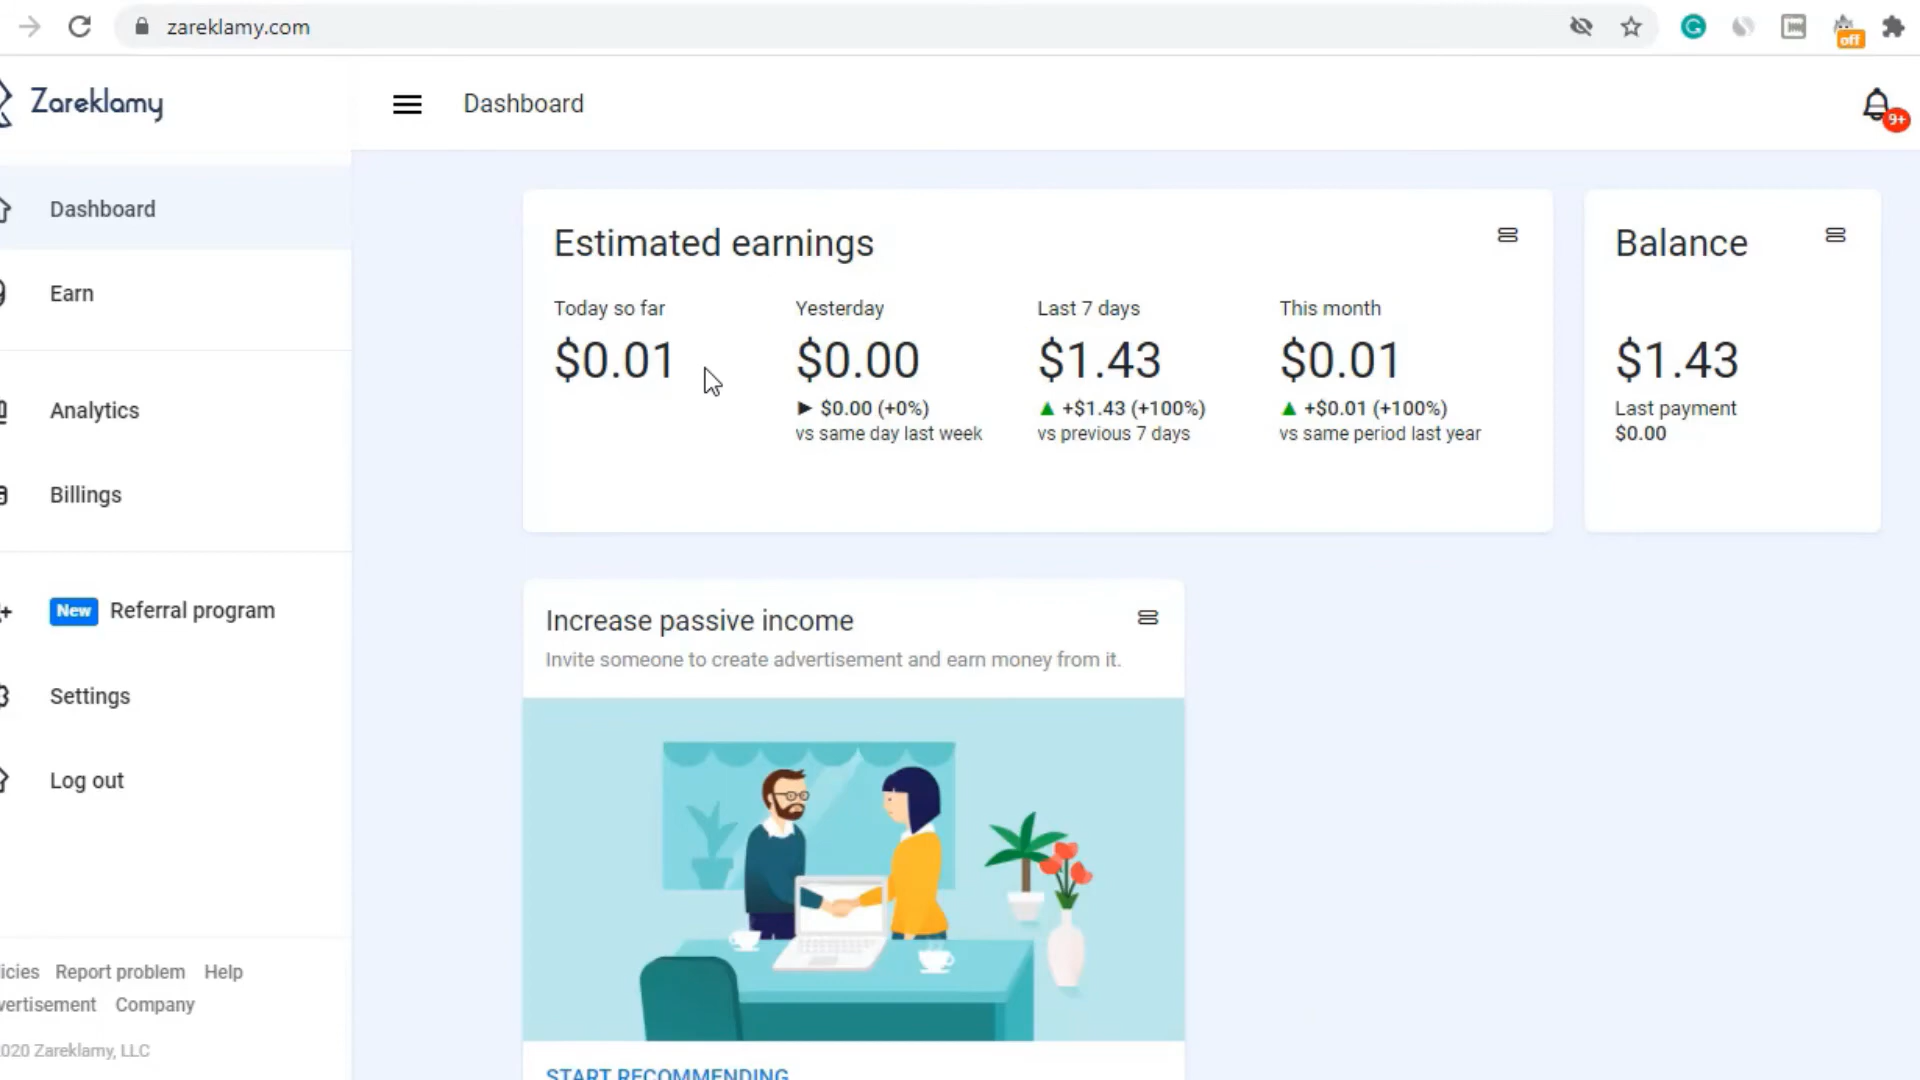 zareklamy.com
off
Zareklamy
Dashboard
9+
Dashboard
Earn
Analytics
Billings
New Referral program
Settings
Log out
icies Report problem Help
vertisement Company
020 Zareklamy, LLC
Estimated earnings
Today so far
$0.01
Yesterday
$0.00
$0.00 (+0%)
vs same day last week
Last 7 days
$1.43
+$1.43 (+100%)
vs previous 7 days
This month
$0.01
+$0.01 (+100%)
vs same period last year
Balance
$1.43
Last payment
$0.00
Increase passive income
Invite someone to create advertisement and earn money from it.
START RECOMMENDING